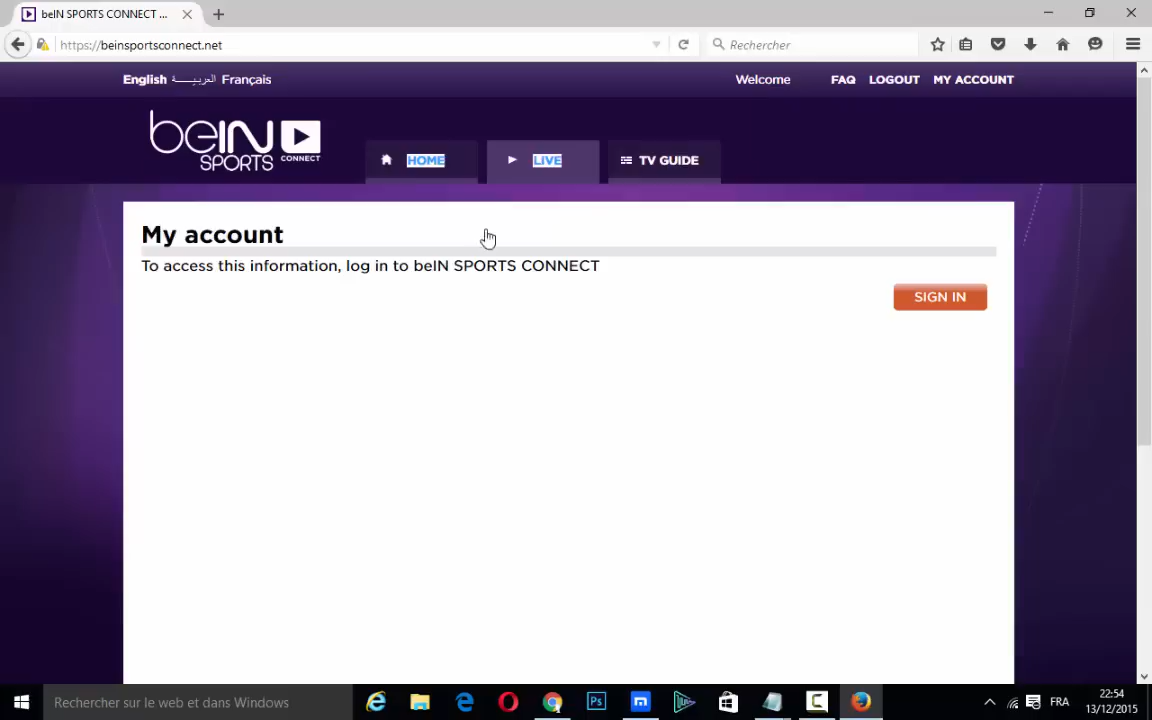 beIN SPORTS CONNECT ...
https://beinsportsconnect.net
Rechercher
English العربيـــــة Français
Welcome FAQ LOGOUT MY ACCOUNT
beIN SPORTS CONNECT
HOME LIVE TV GUIDE
My account
To access this information, log in to beIN SPORTS CONNECT
SIGN IN
Rechercher sur le web et dans Windows
Ps
FRA
22:54
13/12/2015